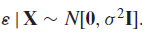 ε | X ~ N[0, σ²I].